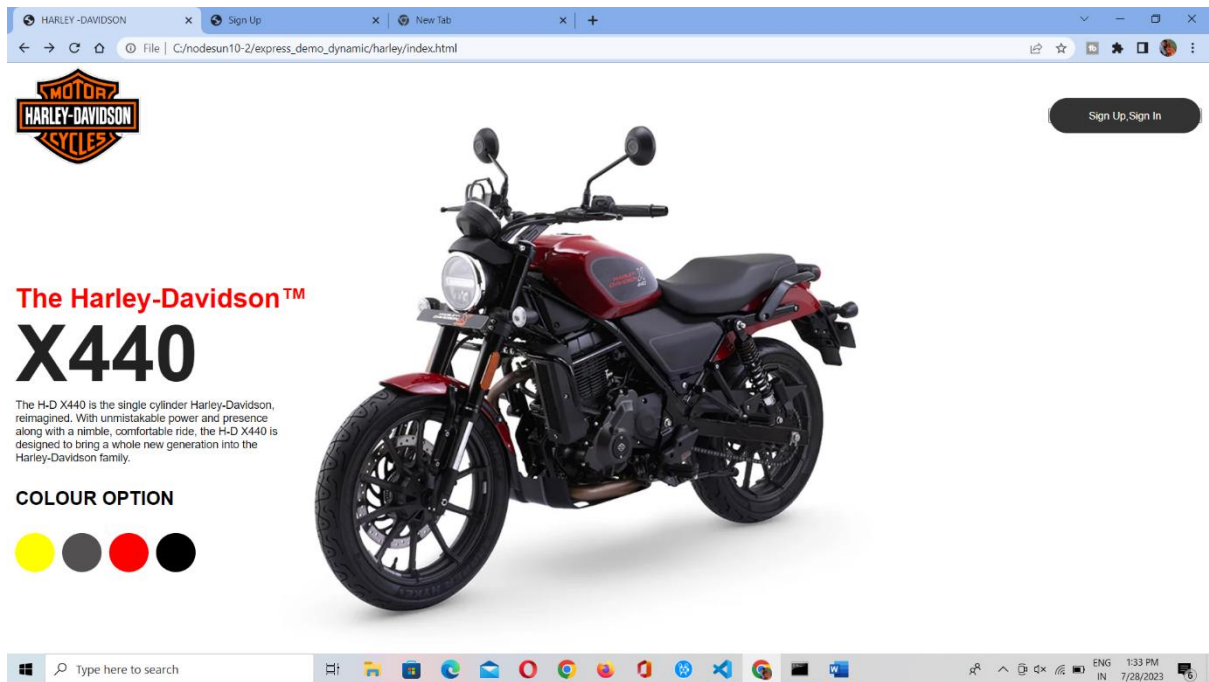 HARLEY -DAVIDSON
Sign Up
New Tab
File | C:/nodesun10-2/express_demo_dynamic/harley/index.html
MOTOR
HARLEY-DAVIDSON
CYCLES
Sign Up,Sign In
The Harley-Davidson™
X440
The H-D X440 is the single cylinder Harley-Davidson,
reimagined. With unmistakable power and presence
along with a nimble, comfortable ride, the H-D X440 is
designed to bring a whole new generation into the
Harley-Davidson family.
COLOUR OPTION
Type here to search
ENG
IN
1:33 PM
7/28/2023
6